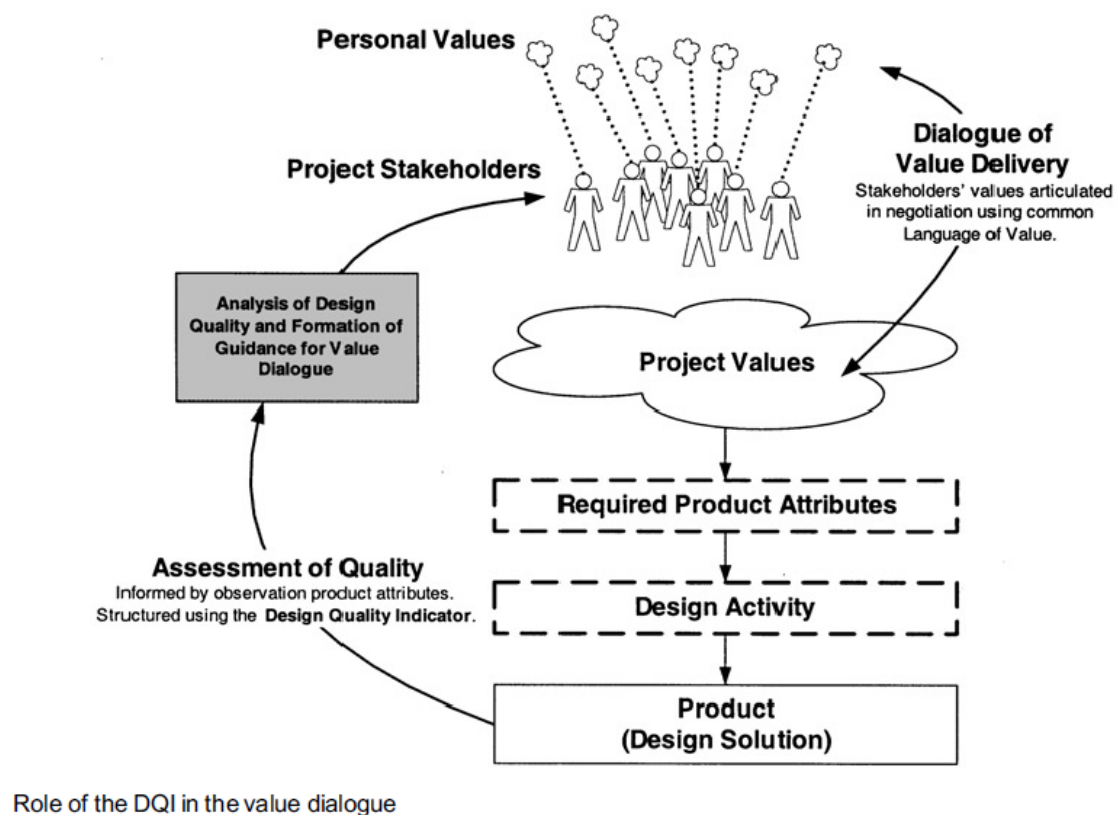 Personal Values
Project Stakeholders
Dialogue of
Value Delivery
Stakeholders' values articulated
in negotiation using common
Language of Value.
Analysis of Design
Quality and Formation of
Guidance for Value
Dialogue
Project Values
Required Product Attributes
Assessment of Quality
Informed by observation product attributes.
Structured using the Design Quality Indicator.
Design Activity
Product
(Design Solution)
Role of the DQI in the value dialogue